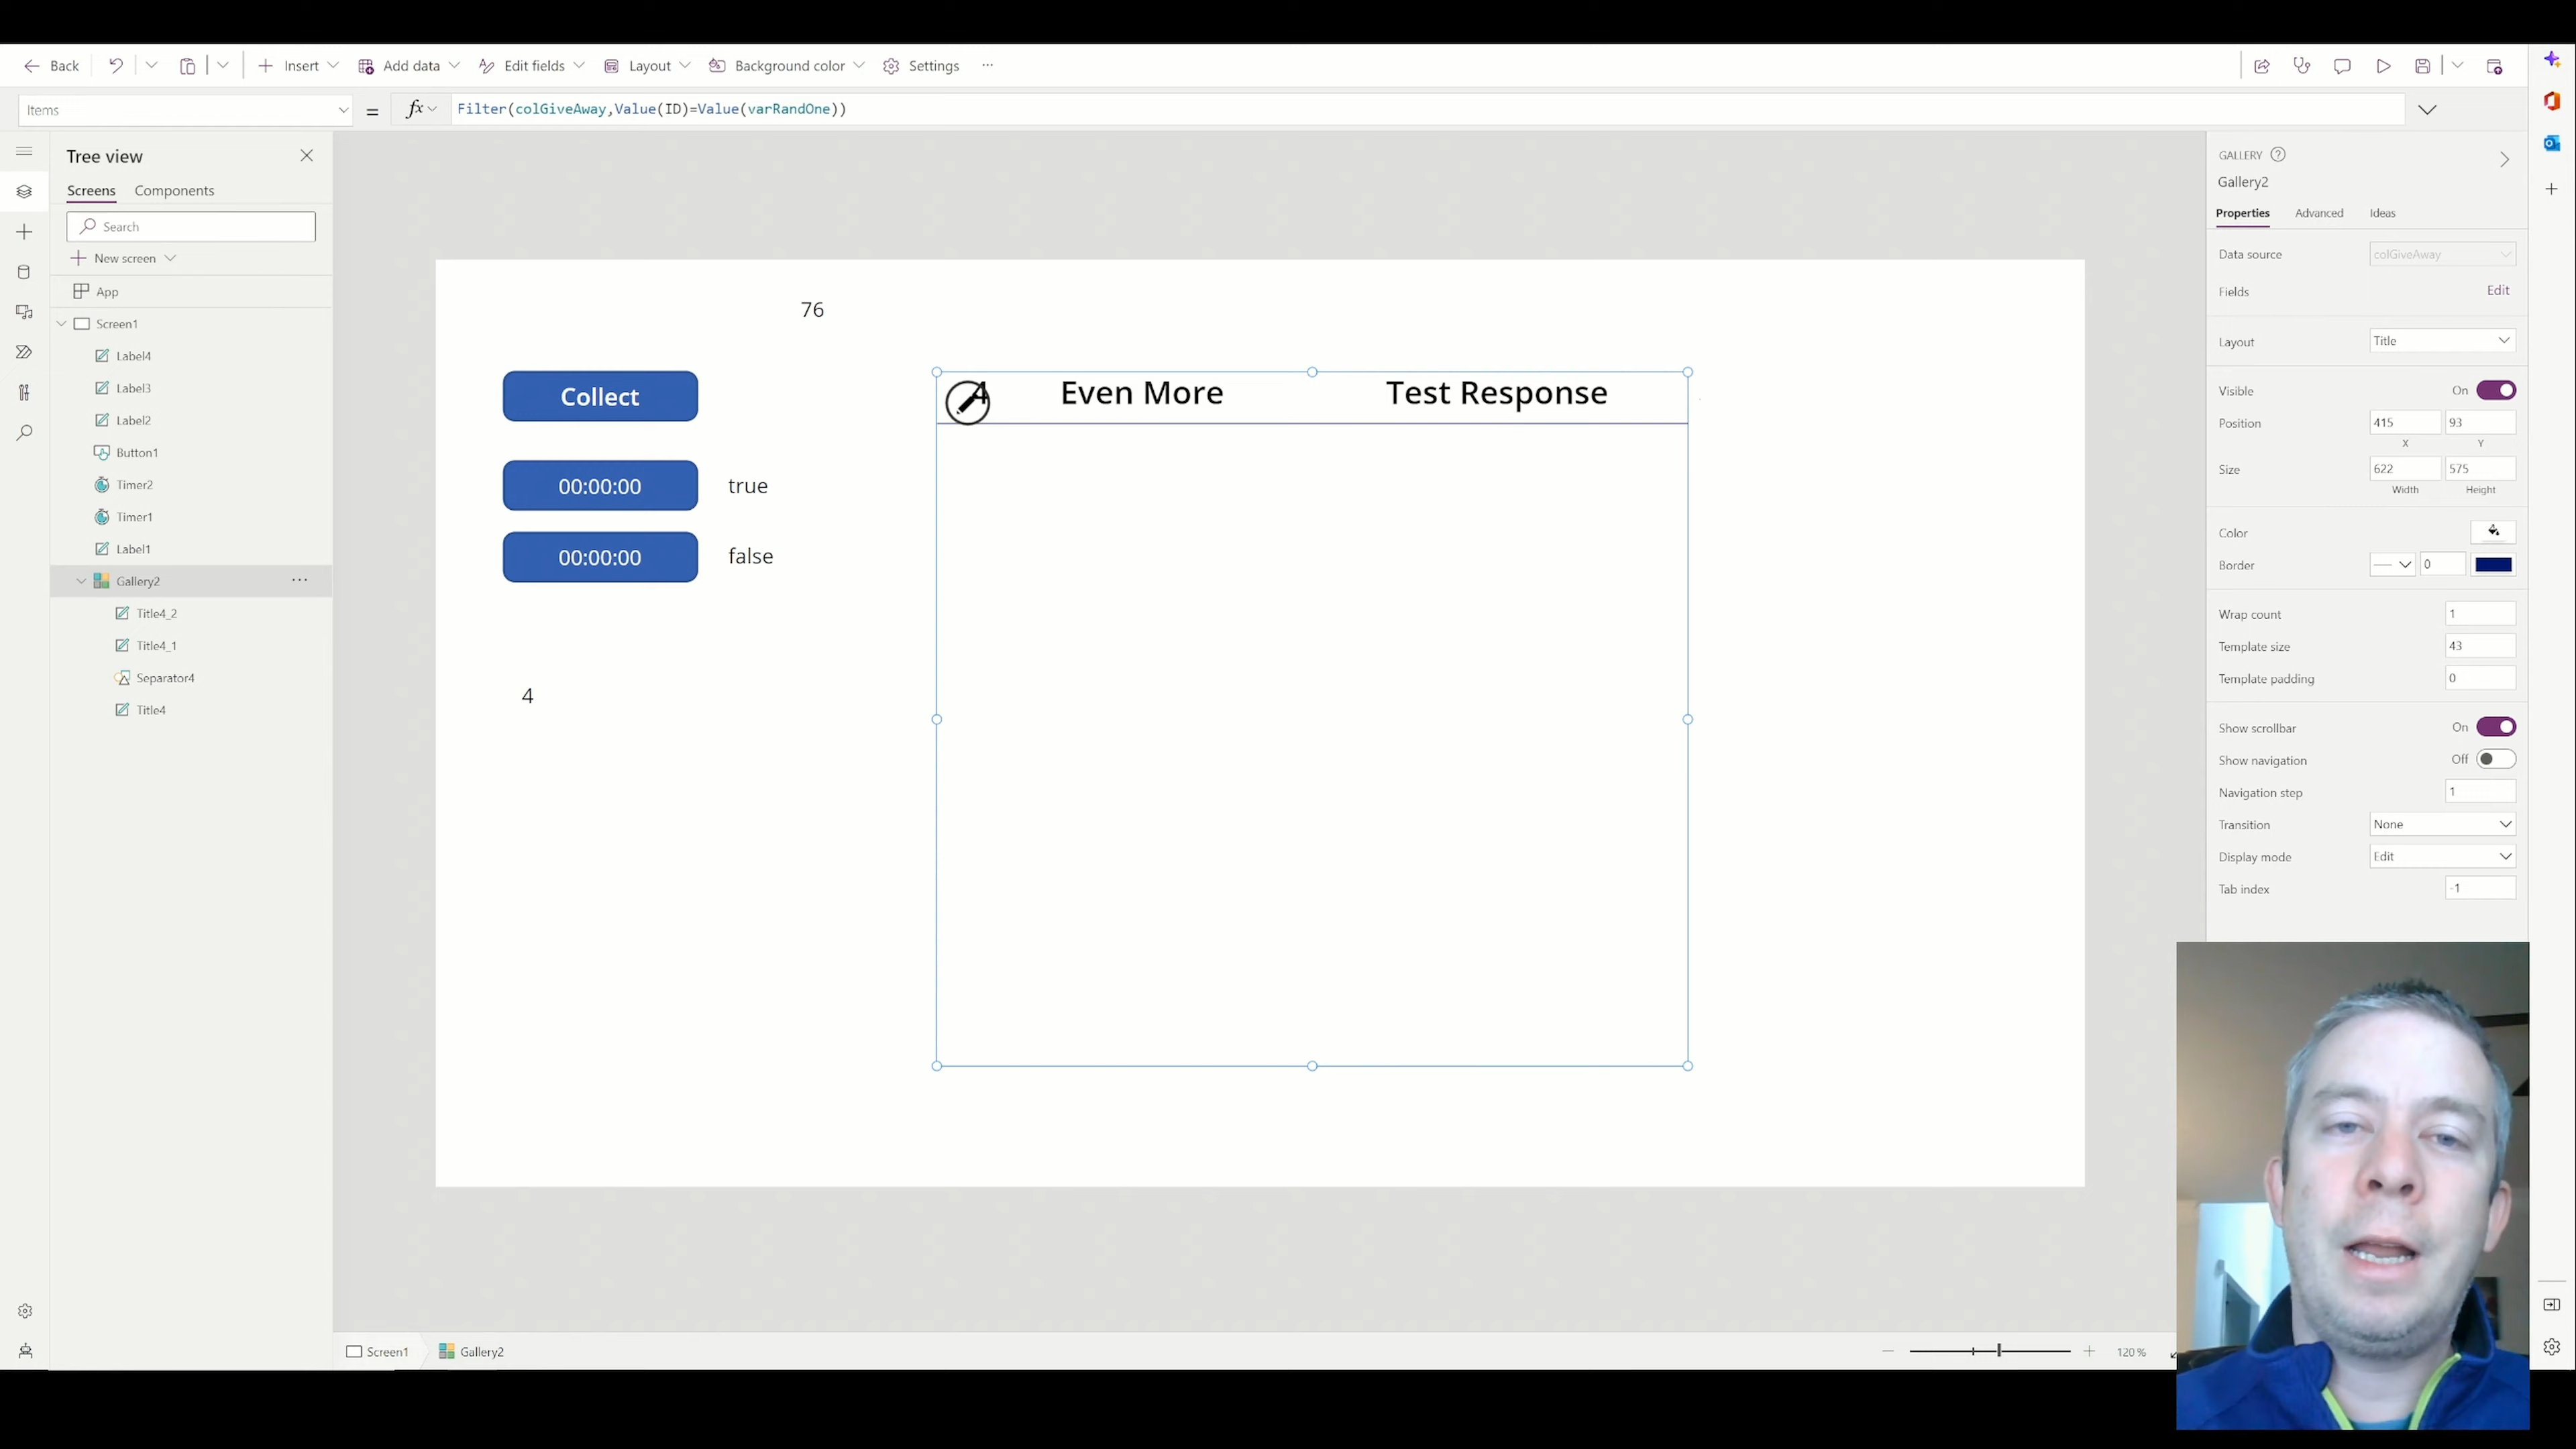 Back
Insert
Add data
Edit fields
Layout
Background color
Settings
Items
= fx Filter(colGiveAway,Value(ID)=Value(varRandOne))
Tree view
Screens Components
Search
New screen
App
Screen1
Label4
Label3
Label2
Button1
Timer2
Timer1
Label1
Gallery2
Title4_2
Title4_1
Separator4
Title4
76
Collect
00:00:00 true
00:00:00 false
4
4 Even More Test Response
GALLERY
Gallery2
Properties Advanced Ideas
Data source colGiveAway
Fields Edit
Layout Title
Visible On
Position 415 93
X Y
Size 622 575
Width Height
Color
Border 0
Wrap count 1
Template size 43
Template padding 0
Show scrollbar On
Show navigation Off
Navigation step 1
Transition None
Display mode Edit
Tab index -1
Screen1 Gallery2
120 %